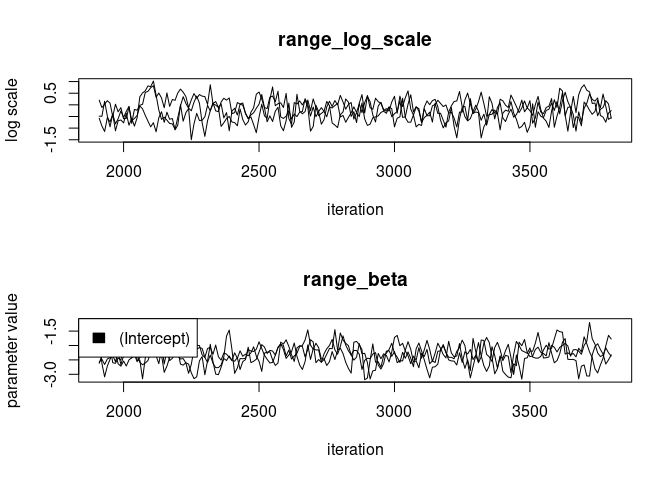 range_log_scale
log scale
0.5
-1.5
2000 2500 3000 3500
iteration
range_beta
parameter value
-1.5
-3.0
(Intercept)
2000 2500 3000 3500
iteration